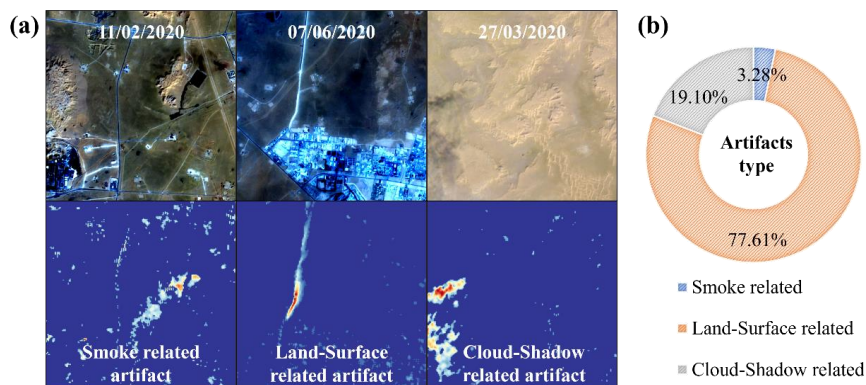 (a)
11/02/2020
07/06/2020
27/03/2020
Smoke related
artifact
Land-Surface
related artifact
Cloud-Shadow
related artifact
(b)
3.28%
19.10%
Artifacts
type
77.61%
Smoke related
Land-Surface related
Cloud-Shadow related